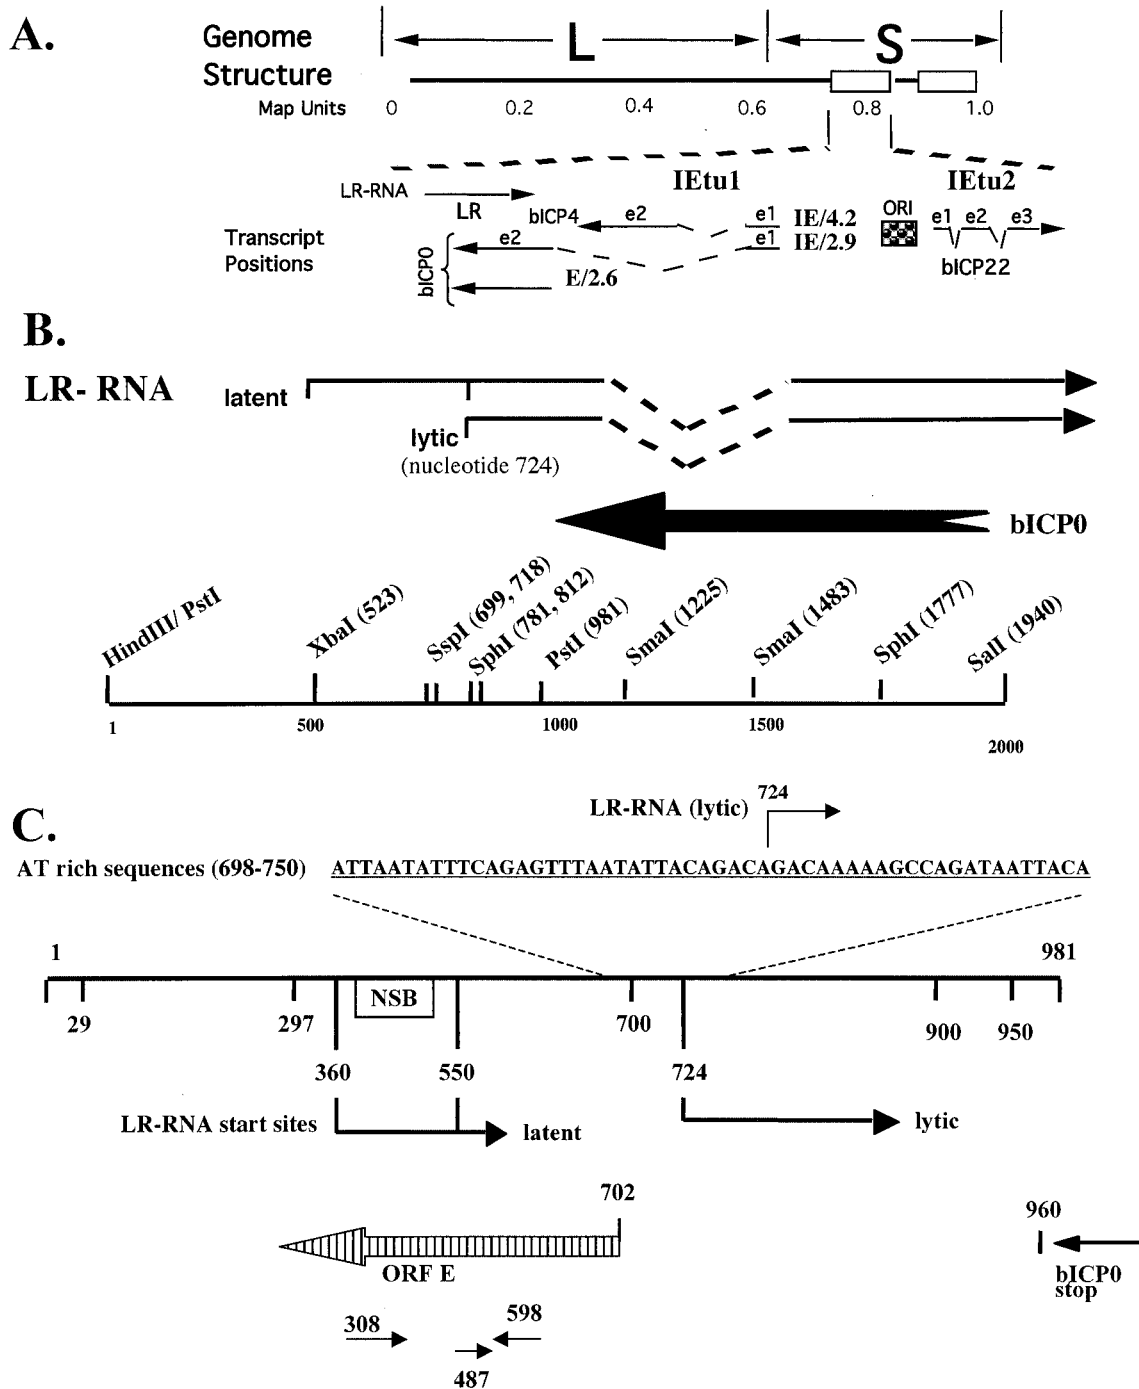 A.
Genome Structure
L
S
Map Units 0 0.2 0.4 0.6 0.8 1.0
IEtu1 IEtu2
LR-RNA
LR
Transcript Positions
bICP4 e2 e1 IE/4.2
ORI
e1 e2 e3
bICP0
e2 e1 IE/2.9
bICP22
E/2.6
B.
LR- RNA
latent
lytic
(nucleotide 724)
bICP0
HindIII/ PstI
XbaI (523)
SspI (699, 718)
SphI (781, 812)
PstI (981)
SmaI (1225)
SmaI (1483)
SphI (1777)
SalI (1940)
1 500 1000 1500 2000
C.
724
LR-RNA (lytic)
AT rich sequences (698-750) ATTAATATTTCAGAGTTTAATATTACAGACAGACAAAAAGCCAGATAATTACA
1 981
NSB
29 297 700 900 950
360 550 724
LR-RNA start sites
latent
lytic
702
960
ORF E
bICP0 stop
308 598
487